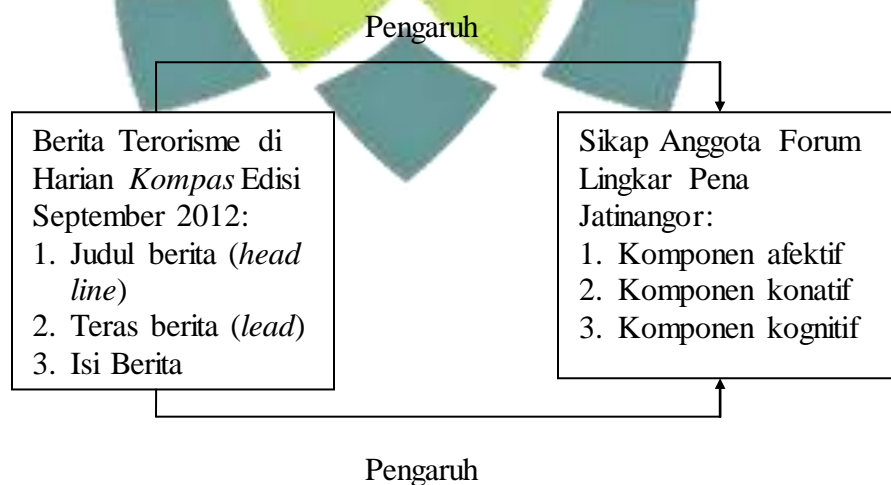 Pengaruh
Berita Terorisme di
Harian Kompas Edisi
September 2012:
1. Judul berita (head
line)
2. Teras berita (lead)
3. Isi Berita
Sikap Anggota Forum
Lingkar Pena
Jatinangor:
1. Komponen afektif
2. Komponen konatif
3. Komponen kognitif
Pengaruh